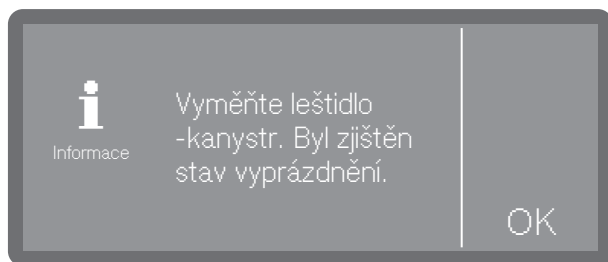 Informace
Vyměňte leštidlo
-kanystr. Byl zjištěn
stav vyprázdnění.
OK